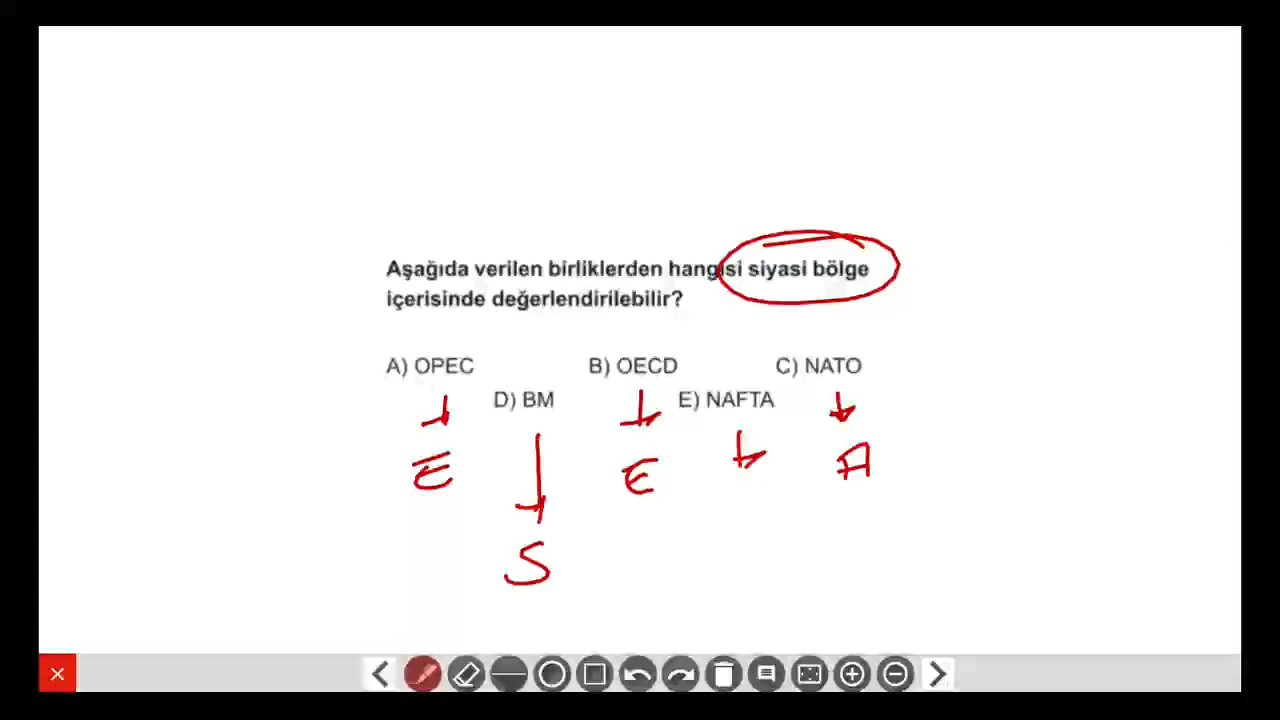 Aşağıda verilen birliklerden hangisi siyasi bölge
içerisinde değerlendirilebilir?
A) OPEC B) OECD C) NATO
D) BM E) NAFTA
E E A
S